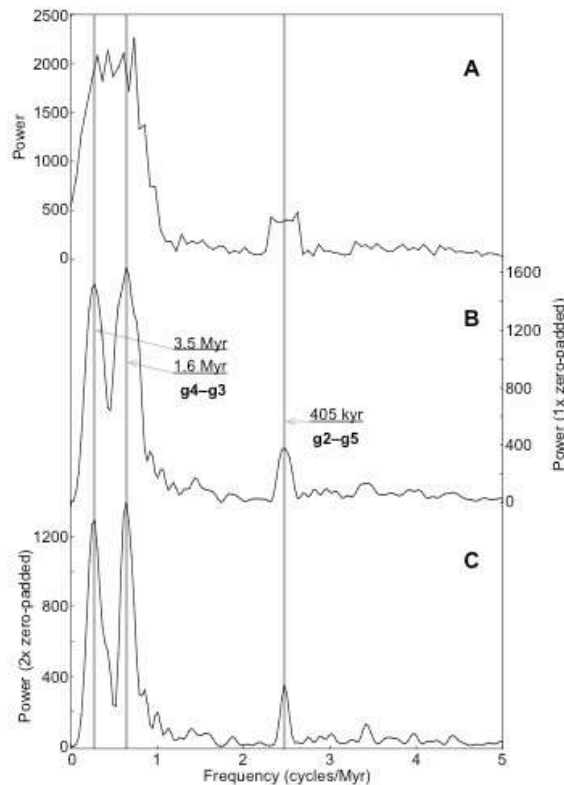 2500
A
2000
1500
Power
1000
500
0
1600
B
3.5 Myr
1200
1.6 Myr
g4–g3
800
405 kyr
g2–g5
400
Power (1x zero-padded)
0
1200
C
800
Power (2x zero-padded)
400
0
0 1 2 3 4 5
Frequency (cycles/Myr)